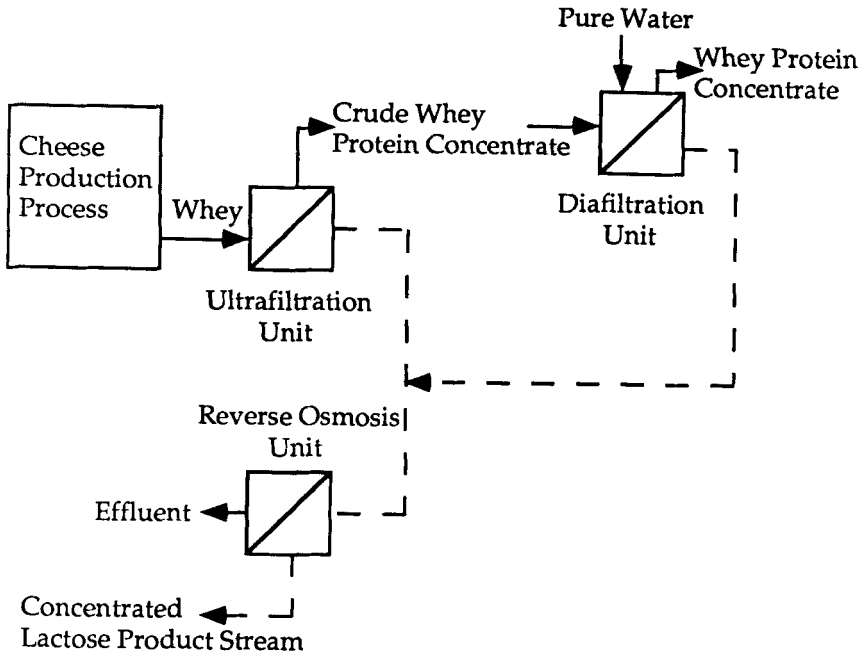 Pure Water
Whey Protein
Concentrate
Crude Whey
Protein Concentrate
Cheese
Production
Process
Whey
Diafiltration
Unit
Ultrafiltration
Unit
Reverse Osmosis
Unit
Effluent
Concentrated
Lactose Product Stream